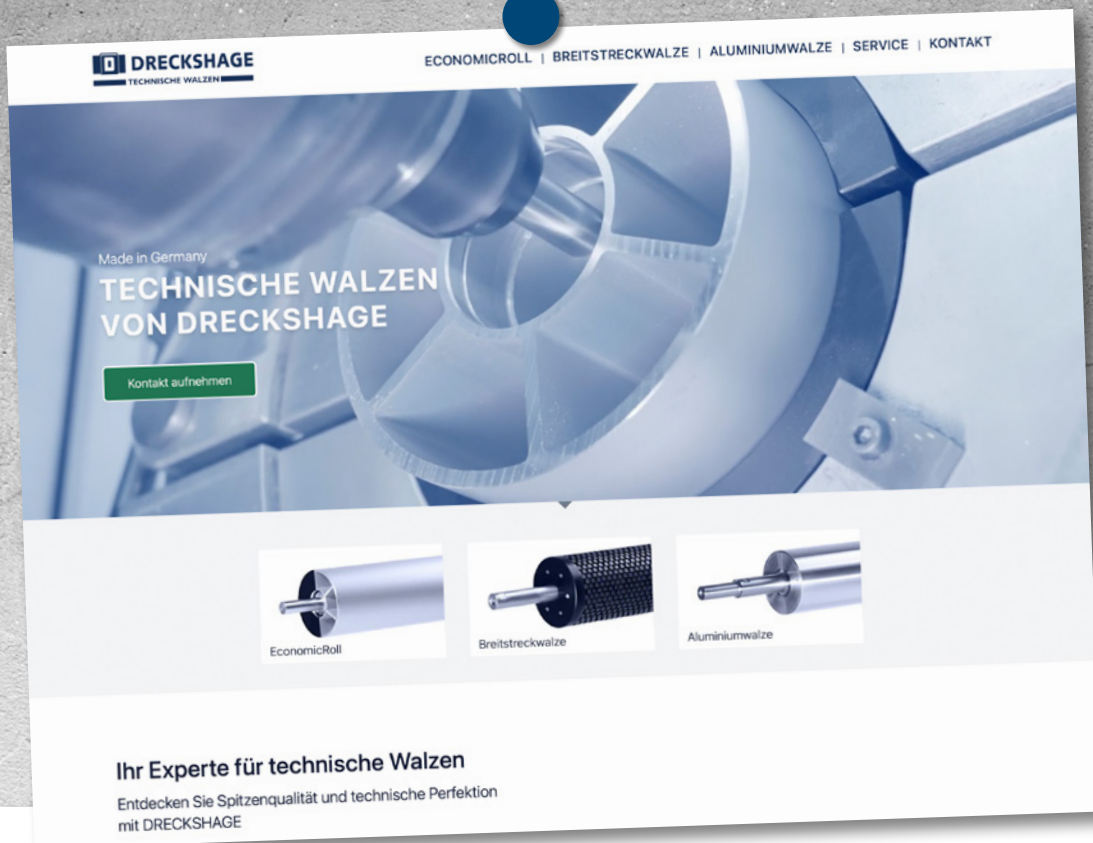 DRECKSHAGE
TECHNISCHE WALZEN
ECONOMICROLL | BREITSTRECKWALZE | ALUMINIUMWALZE | SERVICE | KONTAKT
Made in Germany
TECHNISCHE WALZEN
VON DRECKSHAGE
Kontakt aufnehmen
EconomicRoll
Breitstreckwalze
Aluminiumwalze
Ihr Experte für technische Walzen
Entdecken Sie Spitzenqualität und technische Perfektion
mit DRECKSHAGE